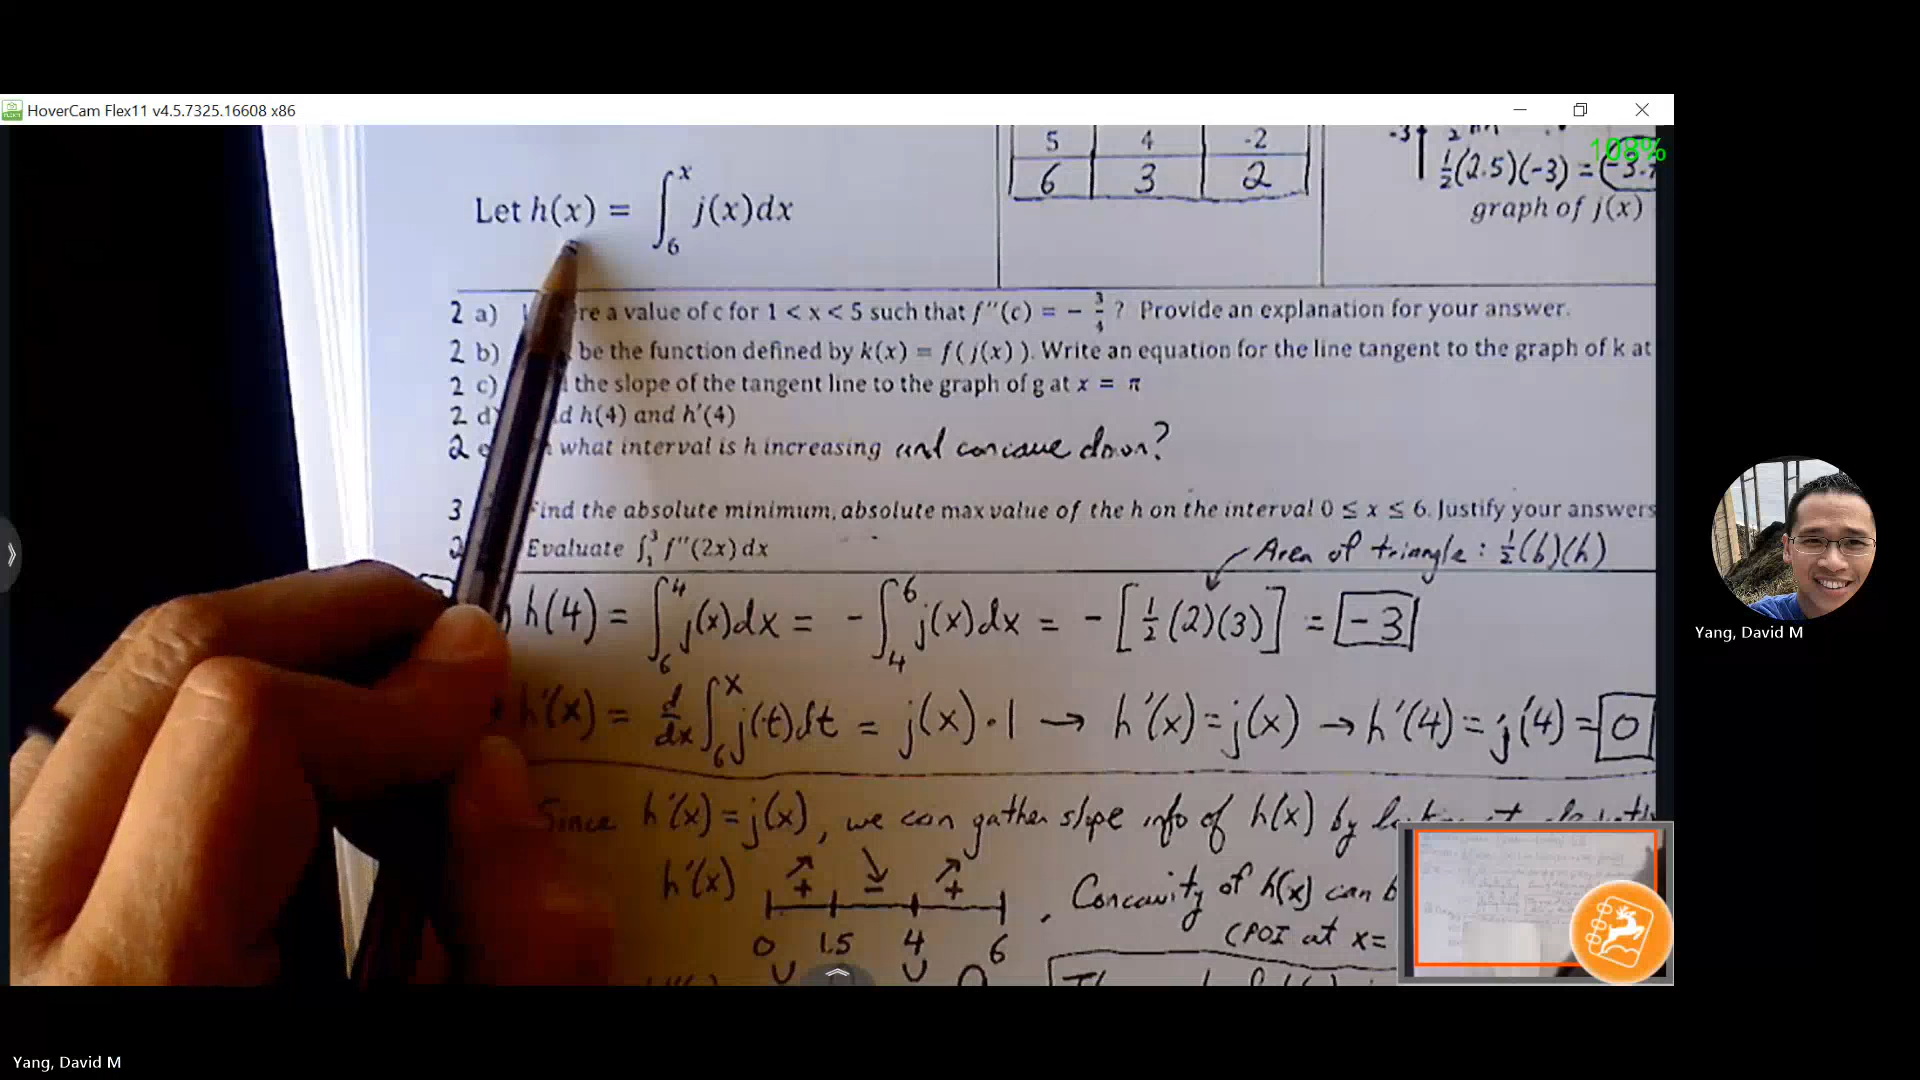 HoverCam Flex11 v4.5.7325.16608 x86
108%
5 4 -2
6 3 2
-3
½(2.5)(-3) =
graph of j(x)
Let h(x) = ∫₆ˣ j(x)dx
2 a) re a value of c for 1 < x < 5 such that f''(c) = - 3/4 ? Provide an explanation for your answer.
2 b) be the function defined by k(x) = f( j(x) ). Write an equation for the line tangent to the graph of k at
2 c) the slope of the tangent line to the graph of g at x = π
2 d) d h(4) and h'(4)
2 what interval is h increasing and concave down?
3 Find the absolute minimum, absolute max value of the h on the interval 0 ≤ x ≤ 6. Justify your answers
2 Evaluate ∫₁³ f''(2x) dx
Area of triangle: ½(b)(h)
h(4) = ∫₆⁴ j(x)dx = - ∫₄⁶ j(x)dx = - [½(2)(3)] = -3
h'(x) = d/dx ∫₆ˣ j(t)dt = j(x)·1 → h'(x) = j(x) → h'(4) = j(4) = 0
Since h'(x) = j(x), we can gather slope info of h(x) by
h'(x) + - +
0 1.5 4 6
Concavity of h(x) can b
(POI at x=
Yang, David M
Yang, David M